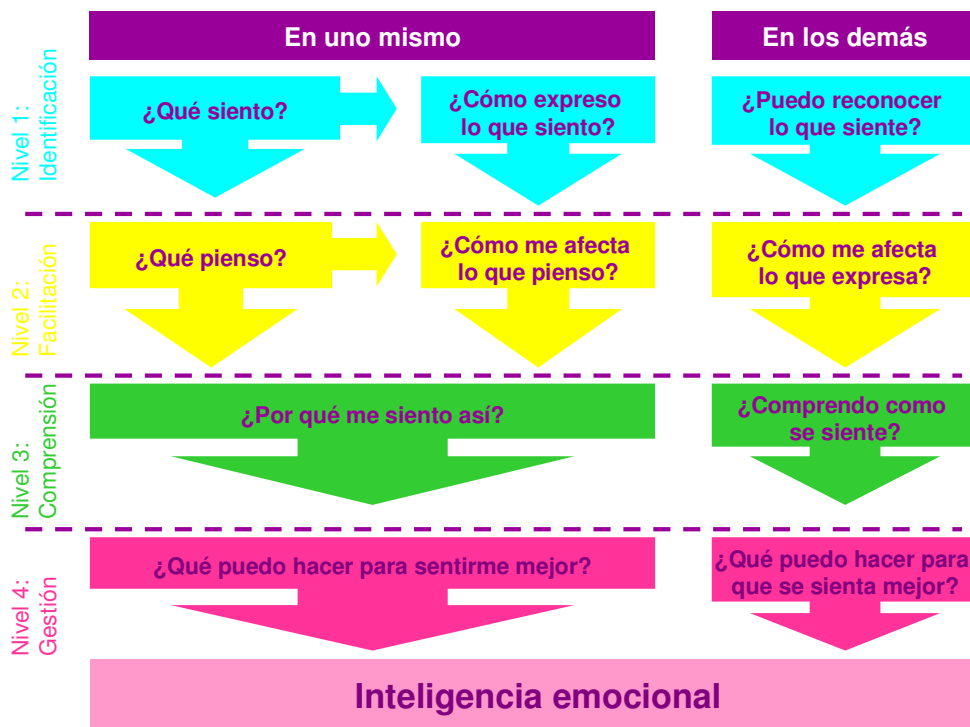 En uno mismo
En los demás
Nivel 1:
Identificación
¿Qué siento?
¿Cómo expreso
lo que siento?
¿Puedo reconocer
lo que siente?
Nivel 2:
Facilitación
¿Qué pienso?
¿Cómo me afecta
lo que pienso?
¿Cómo me afecta
lo que expresa?
Nivel 3:
Comprensión
¿Por qué me siento así?
¿Comprendo como
se siente?
Nivel 4:
Gestión
¿Qué puedo hacer para sentirme mejor?
¿Qué puedo hacer para
que se sienta mejor?
Inteligencia emocional